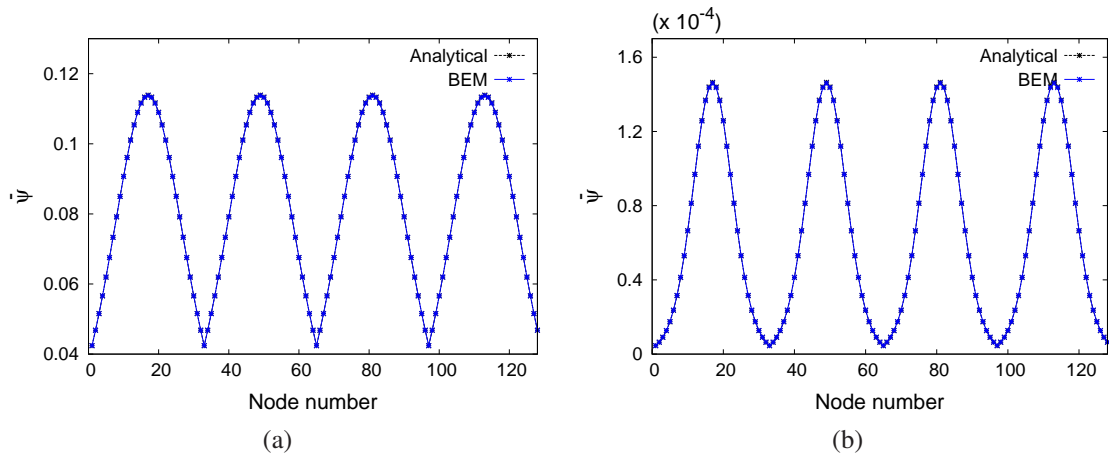 (x 10^-4)
0.12
0.1
0.08
0.06
0.04
ψ̄
Analytical
BEM
0 20 40 60 80 100 120
Node number
(a)
1.6
1.2
0.8
0.4
0
ψ̄
Analytical
BEM
0 20 40 60 80 100 120
Node number
(b)